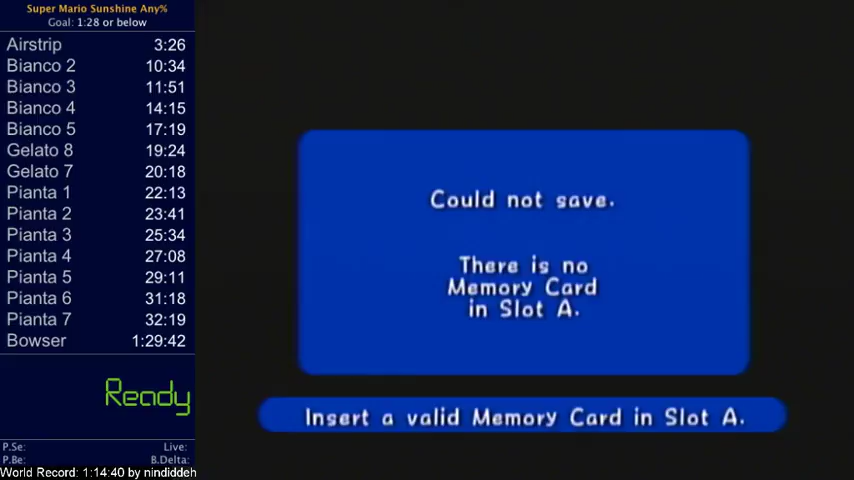 Super Mario Sunshine Any%
Goal: 1:28 or below
Airstrip 3:26
Bianco 2 10:34
Bianco 3 11:51
Bianco 4 14:15
Bianco 5 17:19
Gelato 8 19:24
Gelato 7 20:18
Pianta 1 22:13
Pianta 2 23:41
Pianta 3 25:34
Pianta 4 27:08
Pianta 5 29:11
Pianta 6 31:18
Pianta 7 32:19
Bowser 1:29:42
Ready
P.Se: Live:
P.Be: B.Delta:
World Record: 1:14:40 by nindiddeh
Could not save.
There is no
Memory Card
in Slot A.
Insert a valid Memory Card in Slot A.